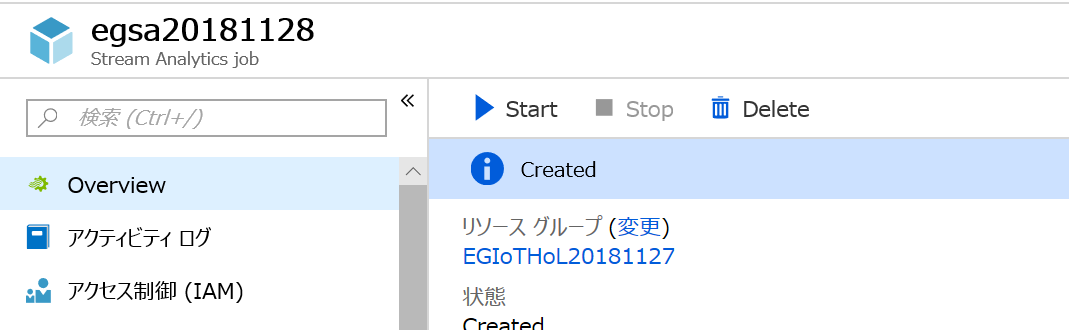 egsa20181128
Stream Analytics job
検索 (Ctrl+/)
«
Start Stop Delete
Created
Overview
アクティビティ ログ
アクセス制御 (IAM)
リソース グループ (変更)
EGIoTHoL20181127
状態
Created